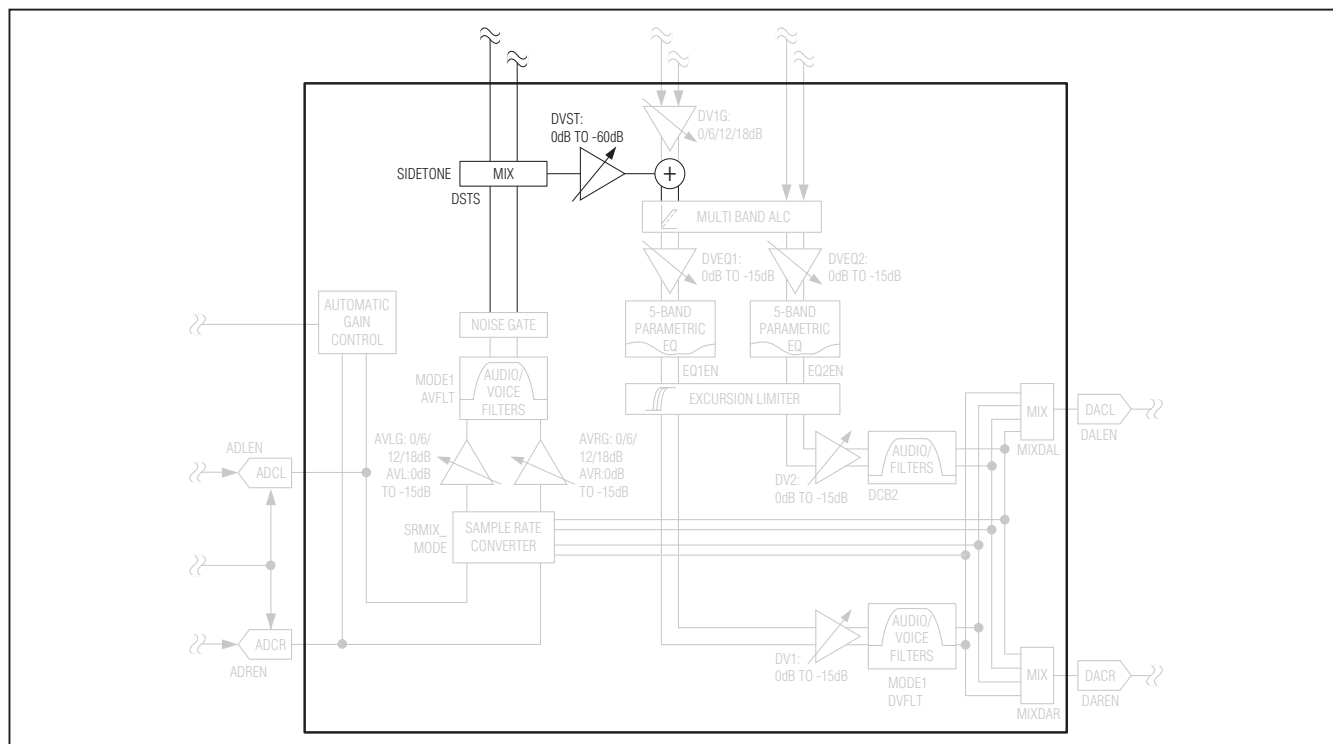 DV1G:
0/6/12/18dB
DVST:
0dB TO -60dB
SIDETONE
MIX
DSTS
MULTI BAND ALC
DVEQ1:
0dB TO -15dB
DVEQ2:
0dB TO -15dB
AUTOMATIC
GAIN
CONTROL
NOISE GATE
5-BAND
PARAMETRIC
EQ
5-BAND
PARAMETRIC
EQ
EQ1EN
EQ2EN
MODE1
AVFLT
AUDIO/
VOICE
FILTERS
EXCURSION LIMITER
MIX
DACL
DALEN
MIXDAL
ADLEN
ADCL
AVLG: 0/6/
12/18dB
AVL:0dB
TO -15dB
AVRG: 0/6/
12/18dB
AVR:0dB
TO -15dB
AUDIO/
FILTERS
DV2:
0dB TO -15dB
DCB2
SRMIX_
MODE
SAMPLE RATE
CONVERTER
ADCR
ADREN
AUDIO/
VOICE
FILTERS
DV1:
0dB TO -15dB
MODE1
DVFLT
MIX
DACR
DAREN
MIXDAR